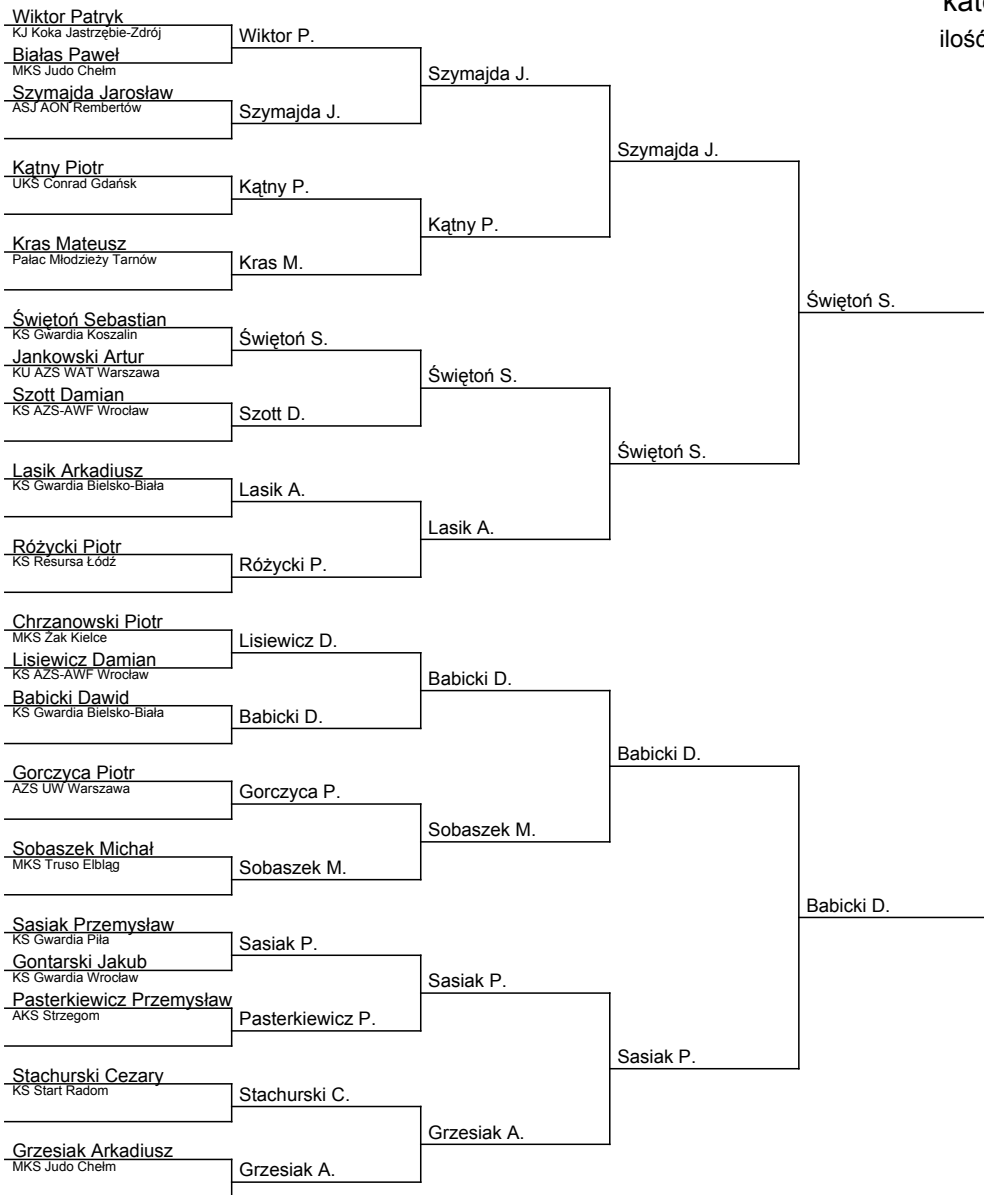 kate
ilość
Wiktor Patryk
KJ Koka Jastrzębie-Zdrój
Wiktor P.
Białas Paweł
MKS Judo Chełm
Szymajda J.
Szymajda Jarosław
ASJ AON Rembertów
Szymajda J.
Szymajda J.
Kątny Piotr
UKS Conrad Gdańsk
Kątny P.
Kątny P.
Kras Mateusz
Pałac Młodzieży Tarnów
Kras M.
Świętoń S.
Świętoń Sebastian
KS Gwardia Koszalin
Świętoń S.
Jankowski Artur
KU AZS WAT Warszawa
Świętoń S.
Szott Damian
KS AZS-AWF Wrocław
Szott D.
Świętoń S.
Lasik Arkadiusz
KS Gwardia Bielsko-Biała
Lasik A.
Lasik A.
Różycki Piotr
KS Resursa Łódź
Różycki P.
Chrzanowski Piotr
MKS Żak Kielce
Lisiewicz D.
Lisiewicz Damian
KS AZS-AWF Wrocław
Babicki D.
Babicki Dawid
KS Gwardia Bielsko-Biała
Babicki D.
Babicki D.
Gorczyca Piotr
AZS UW Warszawa
Gorczyca P.
Sobaszek M.
Sobaszek Michał
MKS Truso Elbląg
Sobaszek M.
Babicki D.
Sasiak Przemysław
KS Gwardia Piła
Sasiak P.
Gontarski Jakub
KS Gwardia Wrocław
Sasiak P.
Pasterkiewicz Przemysław
AKS Strzegom
Pasterkiewicz P.
Sasiak P.
Stachurski Cezary
KS Start Radom
Stachurski C.
Grzesiak A.
Grzesiak Arkadiusz
MKS Judo Chełm
Grzesiak A.